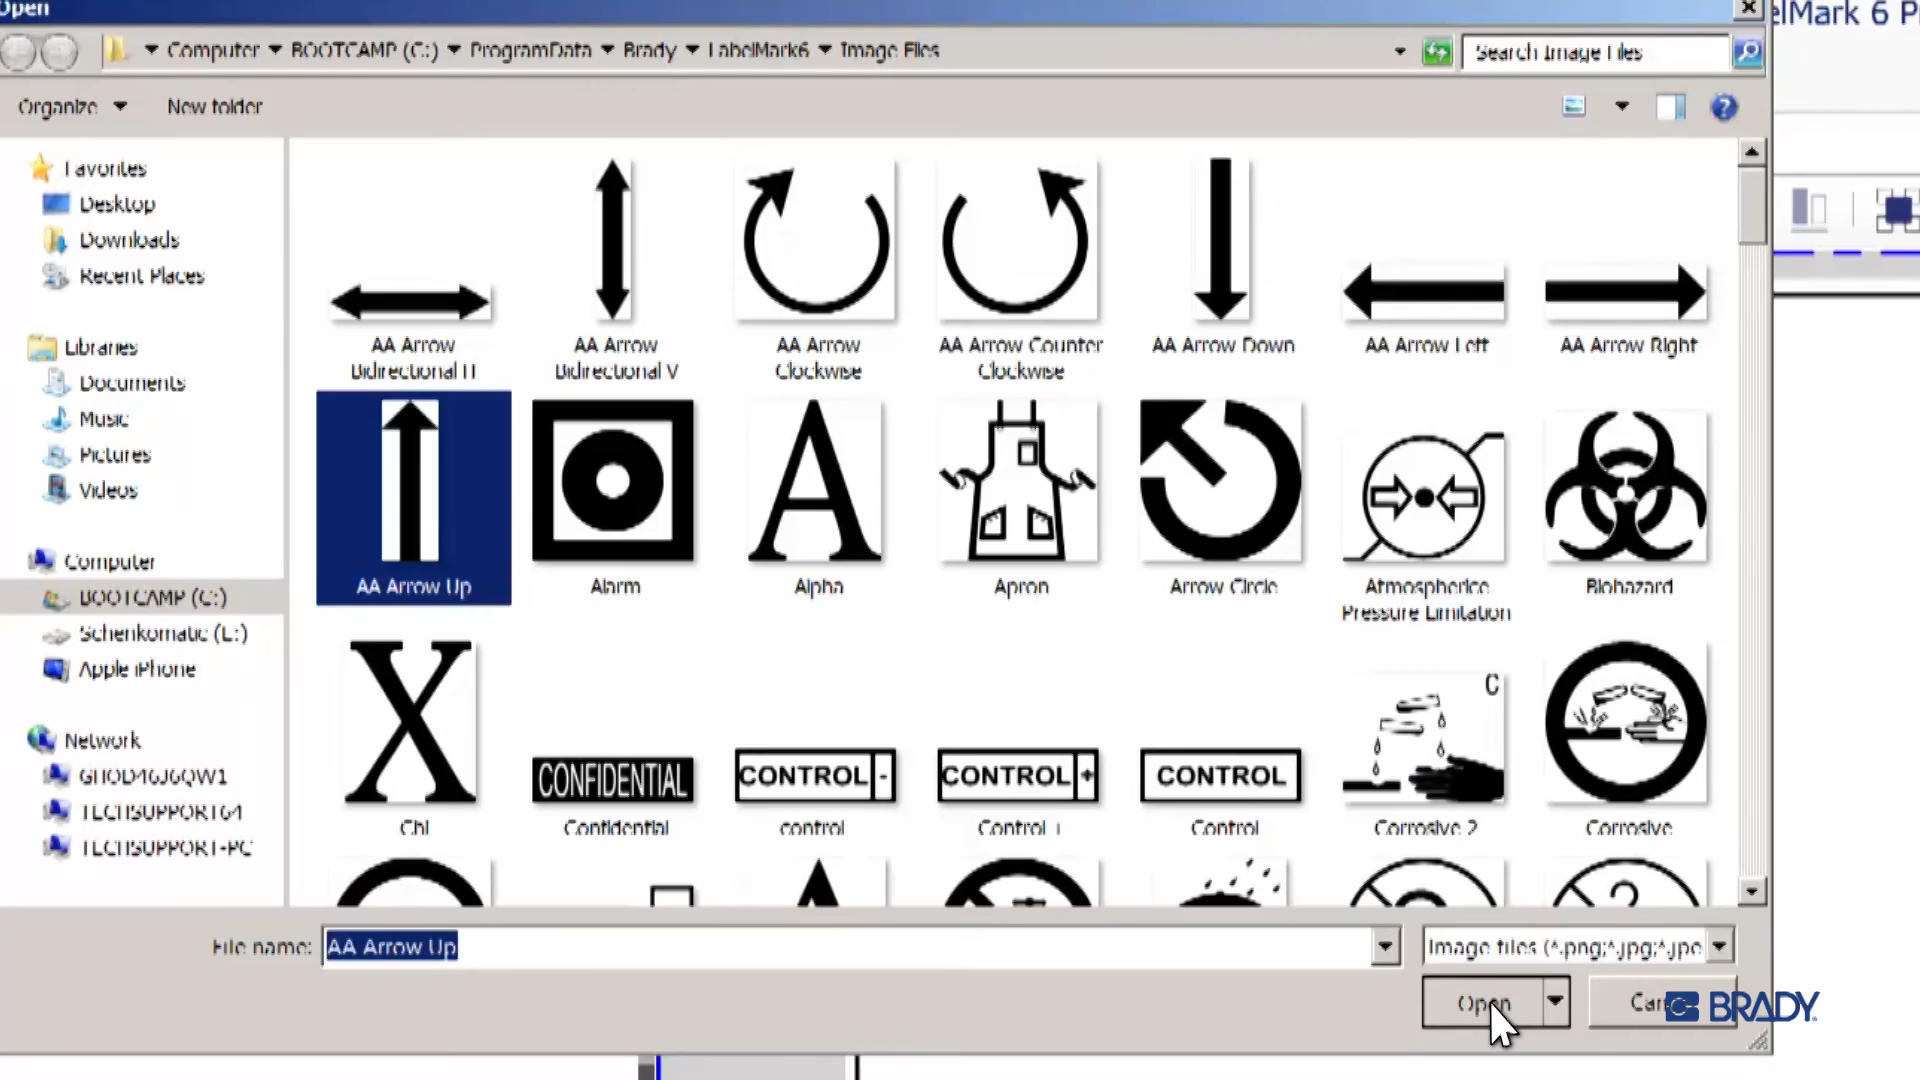 Open
elMark 6 P
Computer BOOTCAMP (C:) ProgramData Brady LabelMark6 Image Files
Search Image Files
Organize New folder
Favorites
Desktop
Downloads
Recent Places
Libraries
Documents
Music
Pictures
Videos
Computer
BOOTCAMP (C:)
Schenkomatic (E:)
Apple iPhone
Network
TECHSUPPORT64
TECHSUPPORT-PC
AA Arrow Bidirectional H
AA Arrow Bidirectional V
AA Arrow Clockwise
AA Arrow Counter Clockwise
AA Arrow Down
AA Arrow Left
AA Arrow Right
AA Arrow Up
Alarm
A
Alpha
Apron
Arrow Circle
Atmospherice Pressure Limitation
Biohazard
X
Chi
CONFIDENTIAL
Confidential
CONTROL -
control
CONTROL +
Control +
CONTROL
Control
C
Corrosive 2
Corrosive
File name: AA Arrow Up
Image files (*.png;*.jpg;*.jpe
Open
Can
BRADY